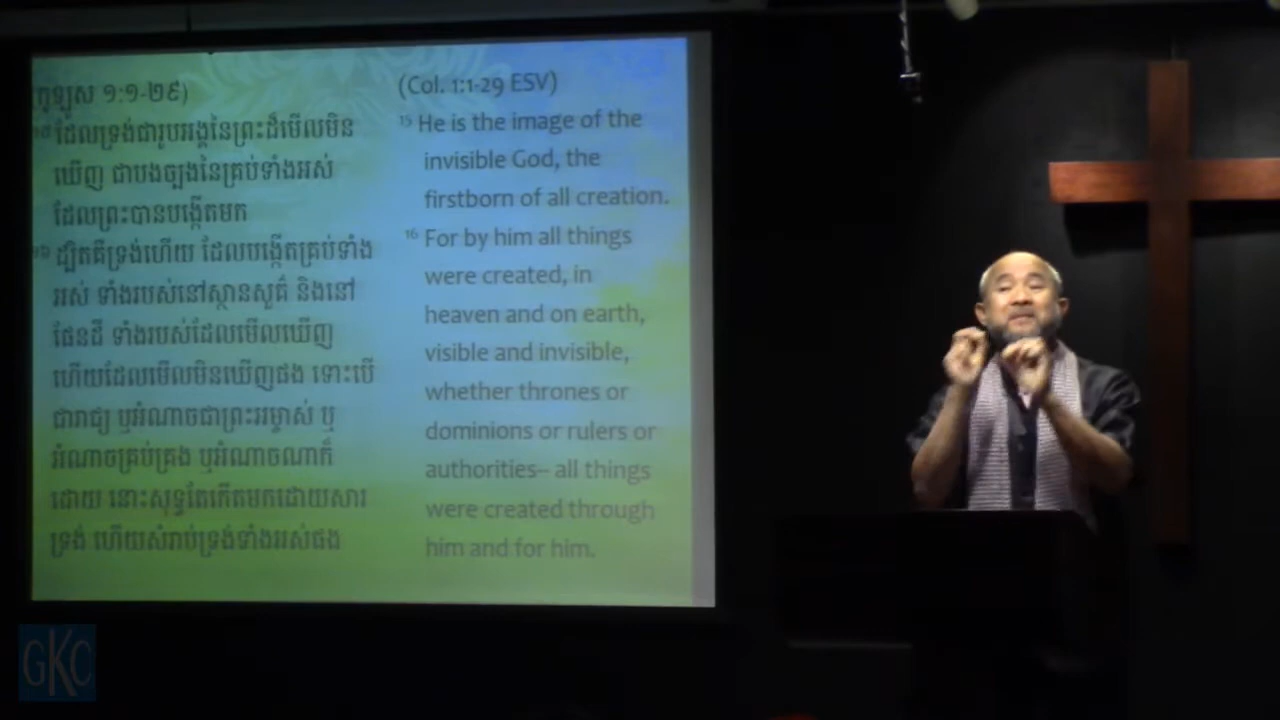 (កូឡុស ១:១-២៩)
១៥ ដែលទ្រង់ជារូបអង្គនៃព្រះដ៏មើលមិន
ឃើញ ជាបងច្បងនៃគ្រប់ទាំងអស់
ដែលព្រះបានបង្កើតមក
១៦ ដ្បិតគឺទ្រង់ហើយ ដែលបង្កើតគ្រប់ទាំង
អស់ ទាំងរបស់នៅស្ថានសួគ៌ និងនៅ
ផែនដី ទាំងរបស់ដែលមើលឃើញ
ហើយដែលមើលមិនឃើញផង ទោះបើ
ជារាជ្យ ឬអំណាចជាព្រះអម្ចាស់ ឬ
អំណាចគ្រប់គ្រង ឬអំណាចណាក៏
ដោយ នោះសុទ្ធតែកើតមកដោយសារ
ទ្រង់ ហើយសំរាប់ទ្រង់ទាំងអស់ផង
(Col. 1:1-29 ESV)
15 He is the image of the
invisible God, the
firstborn of all creation.
16 For by him all things
were created, in
heaven and on earth,
visible and invisible,
whether thrones or
dominions or rulers or
authorities– all things
were created through
him and for him.
GKC